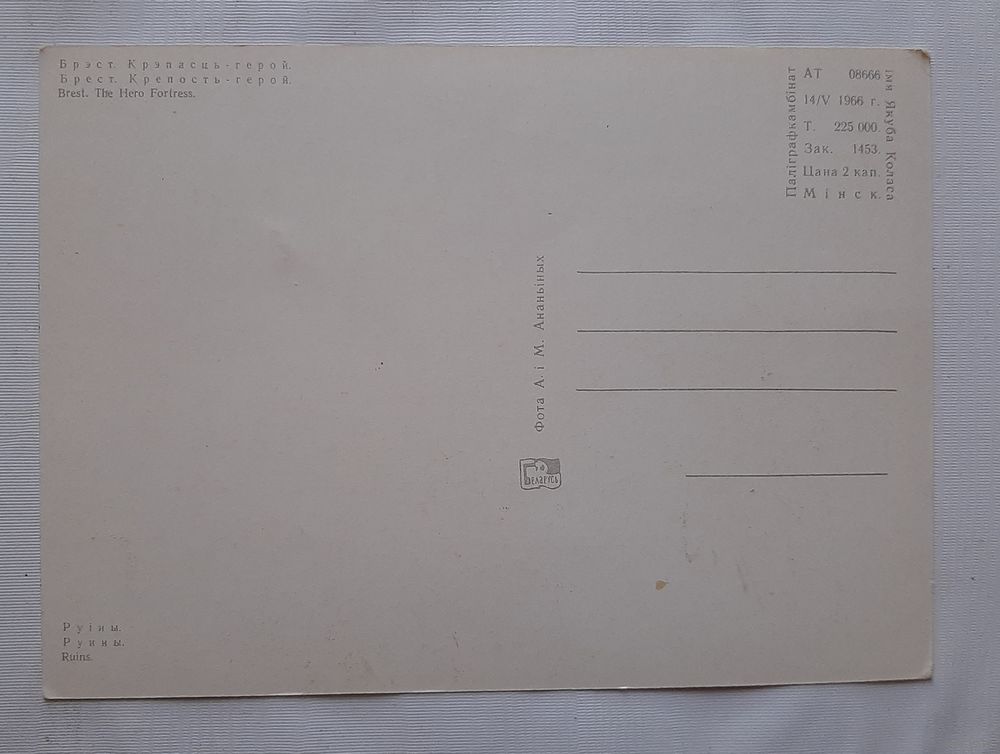 Брэст. Крэпасць-герой.
Брест. Крепость-герой.
Brest. The Hero Fortress.
Паліграфкамбінат
АТ 08666
14/V 1966 г.
Т. 225 000.
Зак. 1453.
Цана 2 кап.
Мінск.
імя Якуба Коласа
Фота А. і М. Ананьіных
Беларусь
Руіны.
Руины.
Ruins.